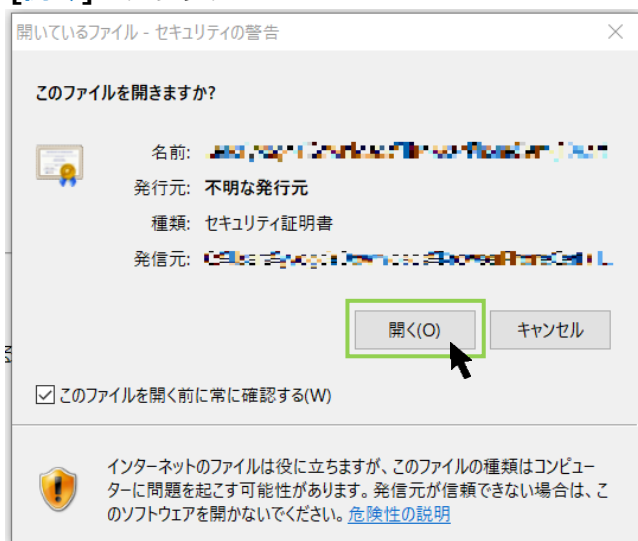 開いているファイル - セキュリティの警告
このファイルを開きますか?
名前:
発行元: 不明な発行元
種類: セキュリティ証明書
発信元:
開く(O)
キャンセル
このファイルを開く前に常に確認する(W)
インターネットのファイルは役に立ちますが、このファイルの種類はコンピュー
ターに問題を起こす可能性があります。発信元が信頼できない場合は、こ
のソフトウェアを開かないでください。危険性の説明